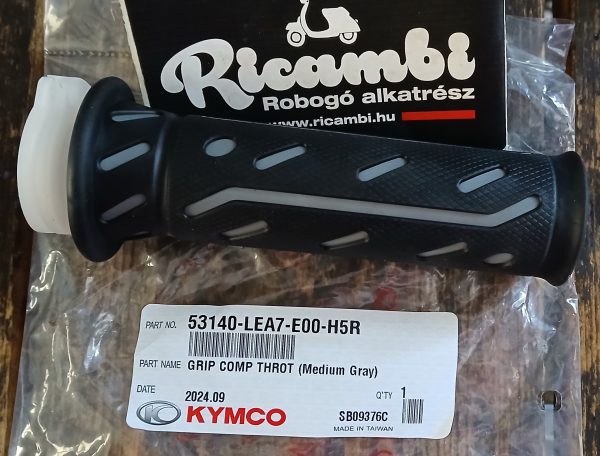 Ricambi
Robogó alkatrész
www.ricambi.hu
PART NO. 53140-LEA7-E00-H5R
PART NAME GRIP COMP THROT (Medium Gray)
DATE 2024.09 Q'TY 1
KYMCO SB09376C
MADE IN TAIWAN